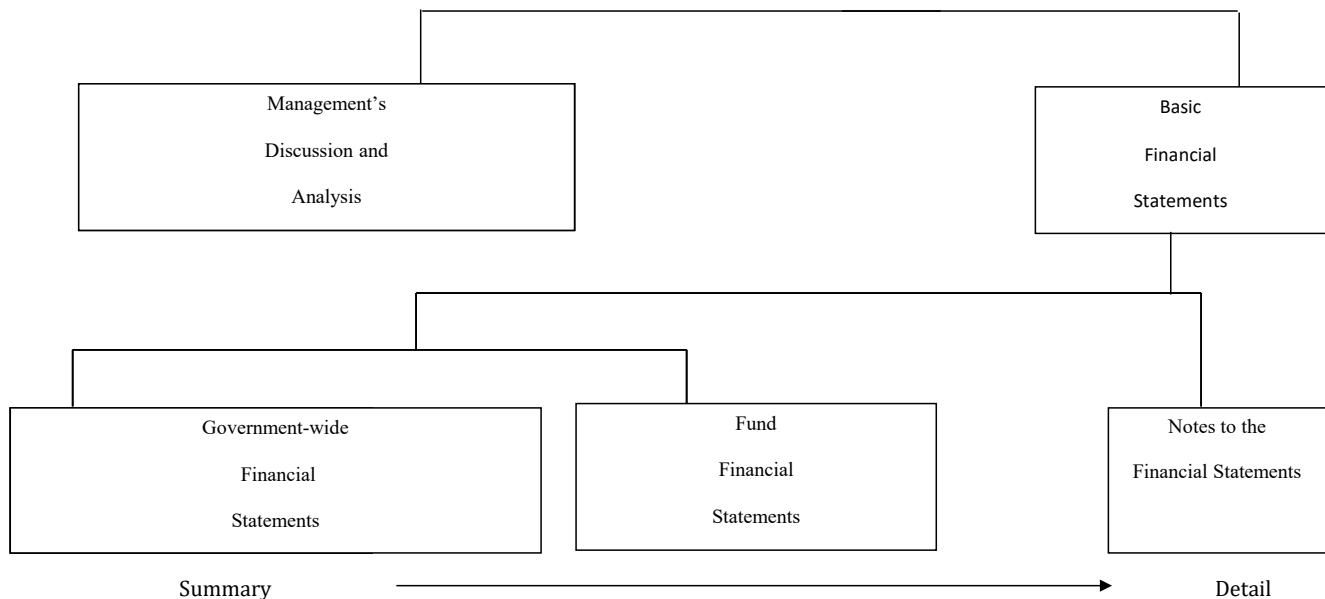 Management’s
Discussion and
Analysis
Basic
Financial
Statements
Government-wide
Financial
Statements
Fund
Financial
Statements
Notes to the
Financial Statements
Summary
Detail